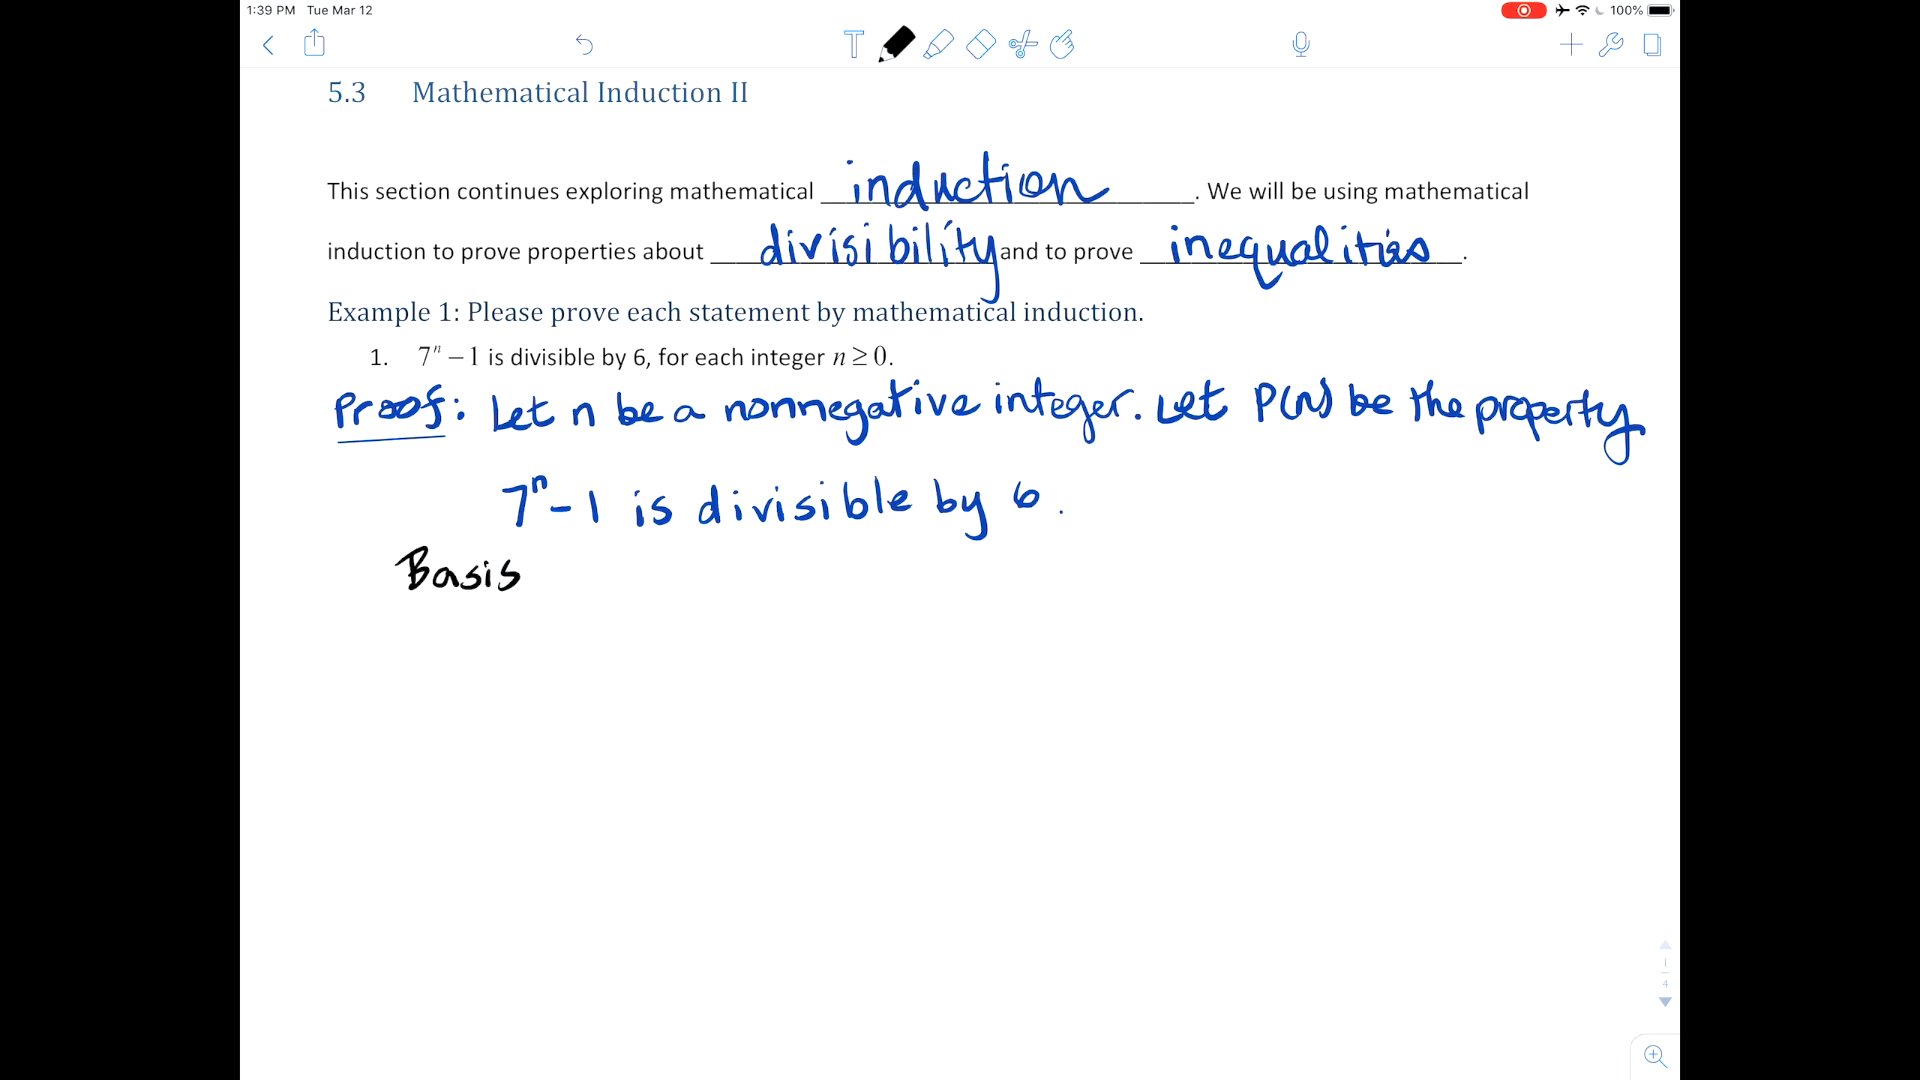 1:39 PM Tue Mar 12 100%
5.3 Mathematical Induction II
This section continues exploring mathematical induction. We will be using mathematical
induction to prove properties about divisibility and to prove inequalities.
Example 1: Please prove each statement by mathematical induction.
1. 7ⁿ − 1 is divisible by 6, for each integer n ≥ 0.
Proof: Let n be a nonnegative integer. Let P(n) be the property
7ⁿ - 1 is divisible by 6.
Basis
1
4